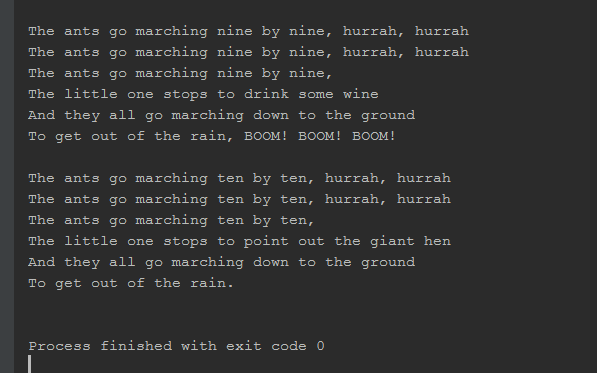 The ants go marching nine by nine, hurrah, hurrah
The ants go marching nine by nine, hurrah, hurrah
The ants go marching nine by nine,
The little one stops to drink some wine
And they all go marching down to the ground
To get out of the rain, BOOM! BOOM! BOOM!

The ants go marching ten by ten, hurrah, hurrah
The ants go marching ten by ten, hurrah, hurrah
The ants go marching ten by ten,
The little one stops to point out the giant hen
And they all go marching down to the ground
To get out of the rain.

Process finished with exit code 0